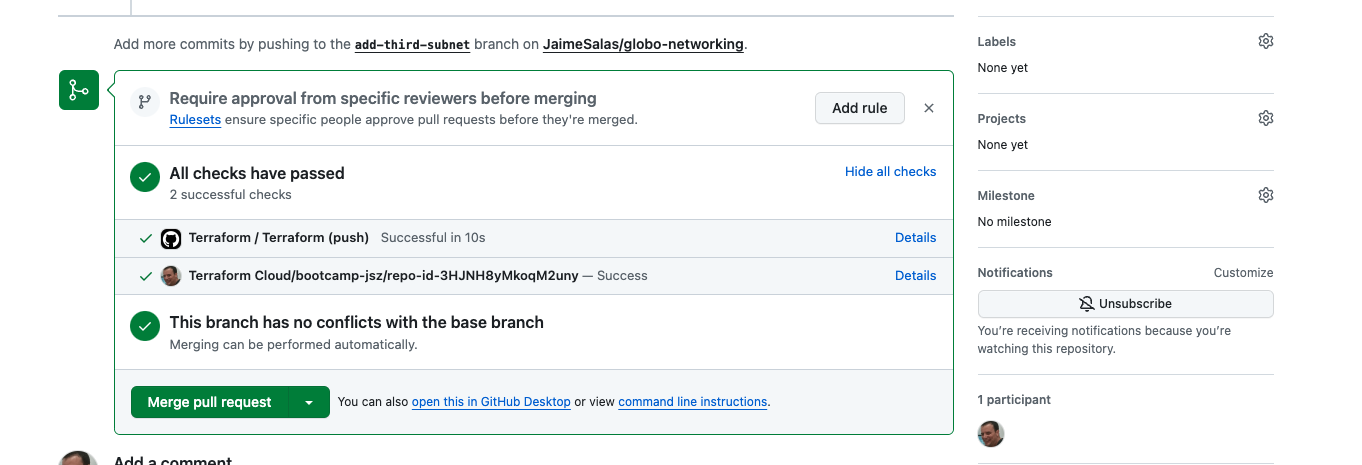 Add more commits by pushing to the add-third-subnet branch on JaimeSalas/globo-networking.
Require approval from specific reviewers before merging
Rulesets ensure specific people approve pull requests before they're merged.
Add rule
All checks have passed
2 successful checks
Hide all checks
Terraform / Terraform (push) Successful in 10s
Details
Terraform Cloud/bootcamp-jsz/repo-id-3HJNH8yMkoqM2uny — Success
Details
This branch has no conflicts with the base branch
Merging can be performed automatically.
Merge pull request
You can also open this in GitHub Desktop or view command line instructions.
Add a comment
Labels
None yet
Projects
None yet
Milestone
No milestone
Notifications
Customize
Unsubscribe
You’re receiving notifications because you’re
watching this repository.
1 participant